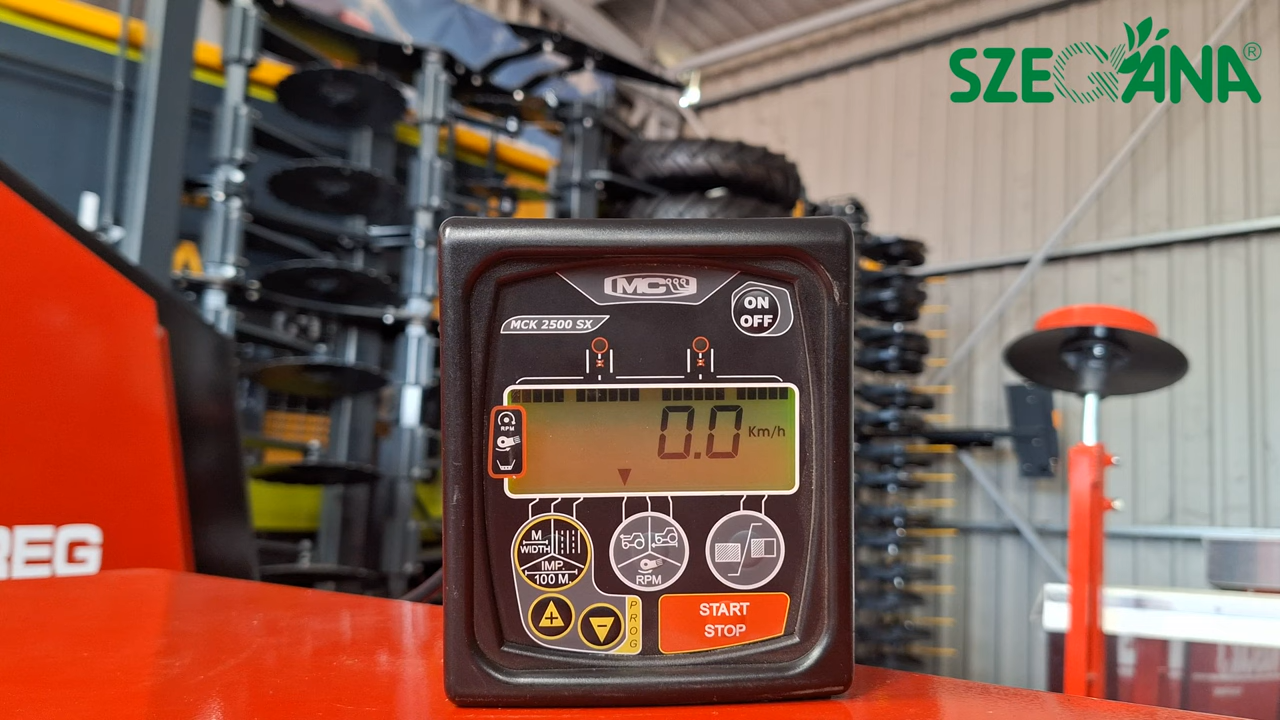 SZEGÁNA®
MC
ON
OFF
MCK 2500 SX
RPM
0.0 Km/h
M
WIDTH
IMP.
100 M.
RPM
PROG
START
STOP
REG